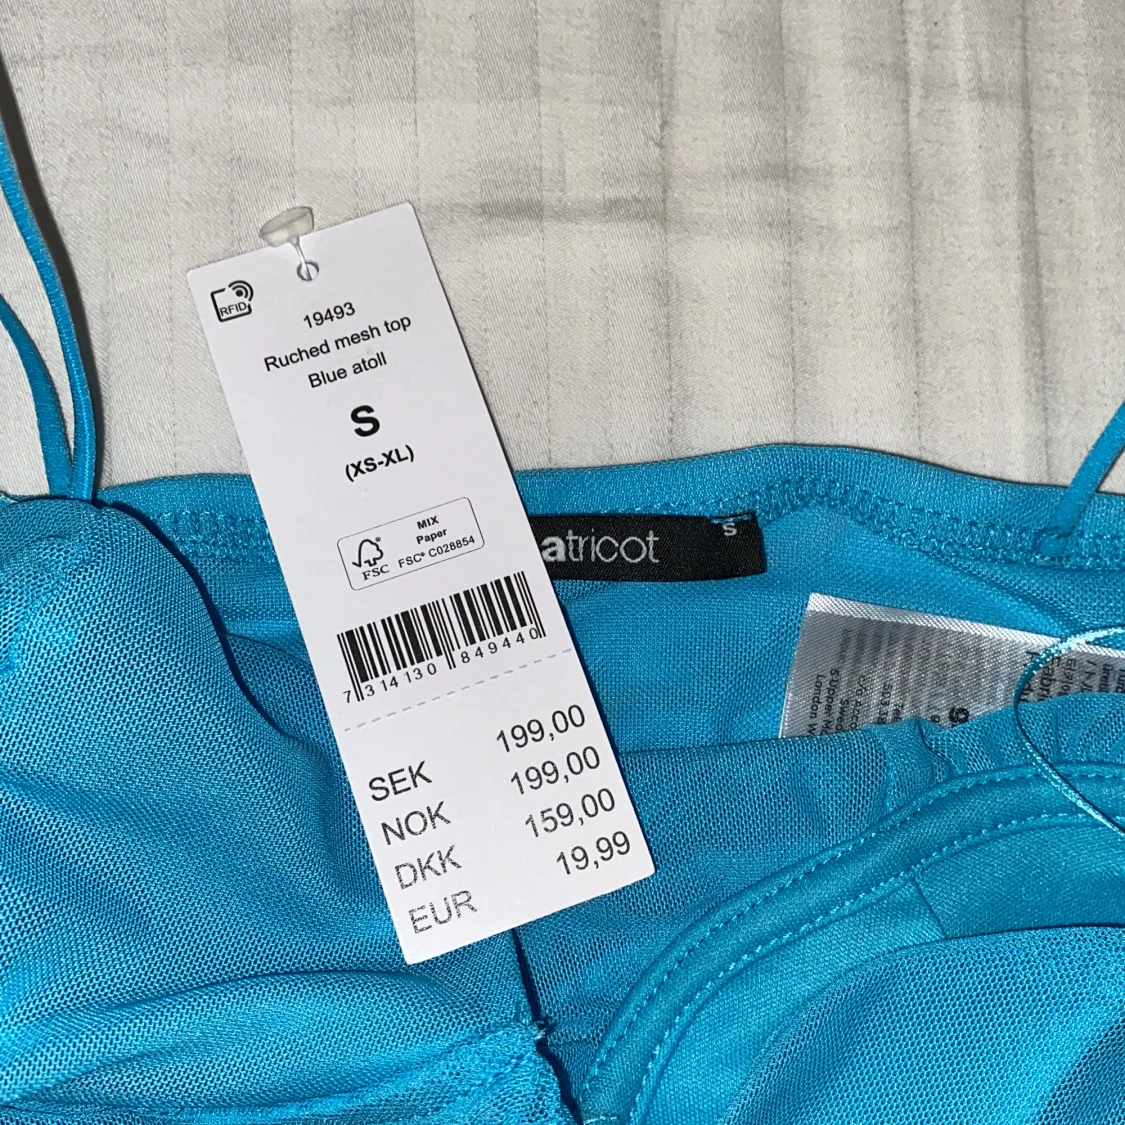 RFID
19493
Ruched mesh top
Blue atoll
S
(XS-XL)
MIX
Paper
FSC® C028854
FSC
7 314130 849440
SEK 199,00
NOK 199,00
DKK 159,00
EUR 19,99
atricot
S
London W